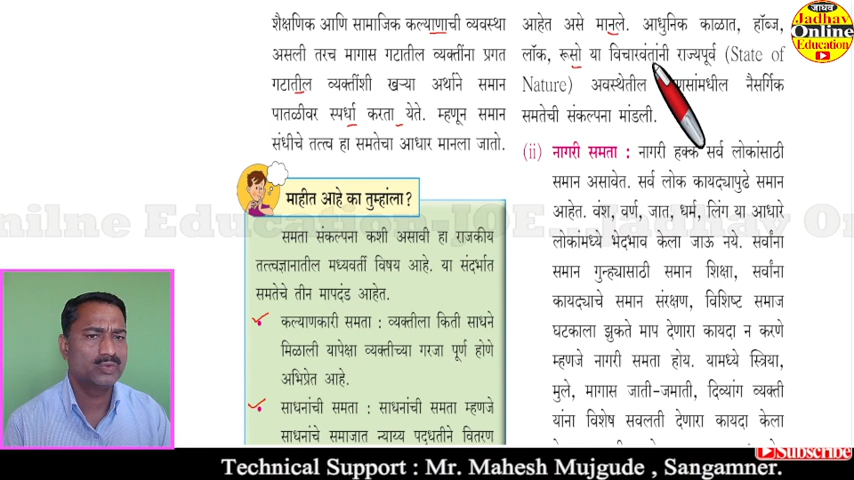 शैक्षणिक आणि सामाजिक कल्याणाची व्यवस्था
असली तरच मागास गटातील व्यक्तींना प्रगत
गटातील व्यक्तींशी खऱ्या अर्थाने समान
पातळीवर स्पर्धा करता येते. म्हणून समान
संधीचे तत्त्व हा समतेचा आधार मानला जातो.
माहीत आहे का तुम्हांला?
समता संकल्पना कशी असावी हा राजकीय
तत्त्वज्ञानातील मध्यवर्ती विषय आहे. या संदर्भात
समतेचे तीन मापदंड आहेत.
कल्याणकारी समता : व्यक्तीला किती साधने
मिळाली यापेक्षा व्यक्तीच्या गरजा पूर्ण होणे
अभिप्रेत आहे.
साधनांची समता : साधनांची समता म्हणजे
साधनांचे समाजात न्याय्य पद्धतीने वितरण
आहेत असे मानले. आधुनिक काळात, हॉब्ज,
लॉक, रूसो या विचारवंतांनी राज्यपूर्व (State of
Nature) अवस्थेतील नैसर्गिक
समतेची संकल्पना मांडली.
(ii) नागरी समता : नागरी हक्क सर्व लोकांसाठी
समान असावेत. सर्व लोक कायद्यापुढे समान
आहेत. वंश, वर्ण, जात, धर्म, लिंग या आधारे
लोकांमध्ये भेदभाव केला जाऊ नये. सर्वांना
समान गुन्ह्यासाठी समान शिक्षा, सर्वांना
कायद्याचे समान संरक्षण, विशिष्ट समाज
घटकाला झुकते माप देणारा कायदा न करणे
म्हणजे नागरी समता होय. यामध्ये स्त्रिया,
मुले, मागास जाती-जमाती, दिव्यांग व्यक्ती
यांना विशेष सवलती देणारा कायदा केला
जाधव
Jadhav
Online
Education
Subscribe
Technical Support : Mr. Mahesh Mujgude , Sangamner.